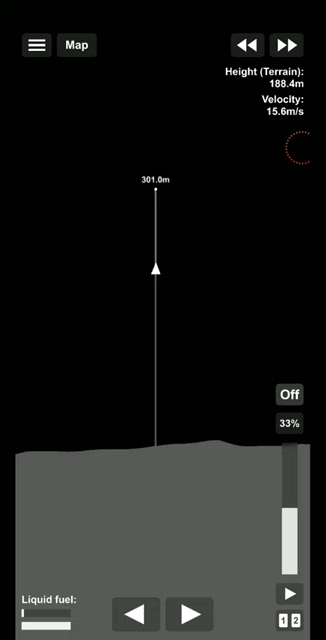 Map
Height (Terrain):
188.4m
Velocity:
15.6m/s
301.0m
Off
33%
Liquid fuel:
1 2